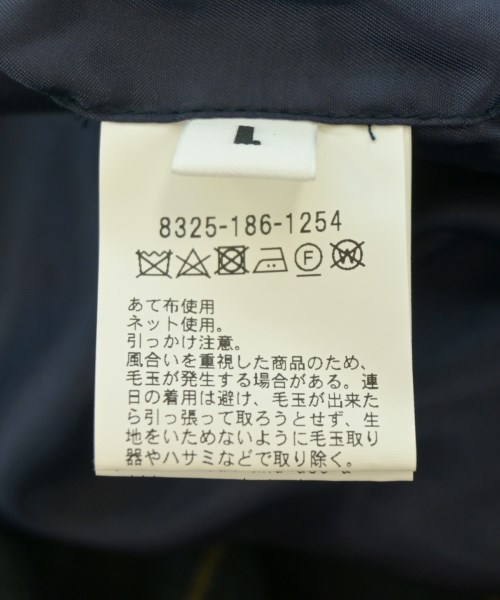 L
8325-186-1254
F W
あて布使用
ネット使用。
引っかけ注意。
風合いを重視した商品のため、
毛玉が発生する場合がある。連
日の着用は避け、毛玉が出来た
ら引っ張って取ろうとせず、生
地をいためないように毛玉取り
器やハサミなどで取り除く。